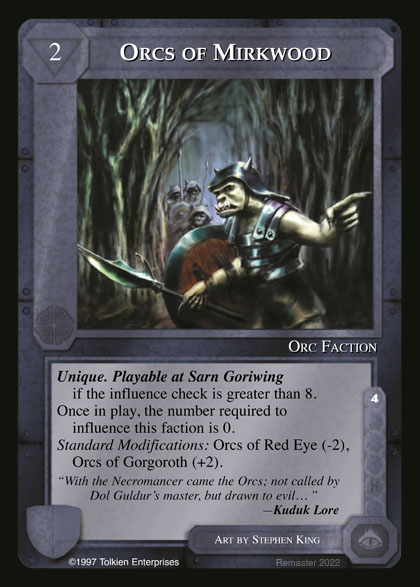 2
ORCS OF MIRKWOOD
ORC FACTION
Unique. Playable at Sarn Goriwing
if the influence check is greater than 8.
Once in play, the number required to
influence this faction is 0.
Standard Modifications: Orcs of Red Eye (-2),
Orcs of Gorgoroth (+2).
“With the Necromancer came the Orcs; not called by
Dol Guldur's master, but drawn to evil…”
—Kuduk Lore
4
H
ART BY STEPHEN KING
©1997 Tolkien Enterprises
Remaster 2022